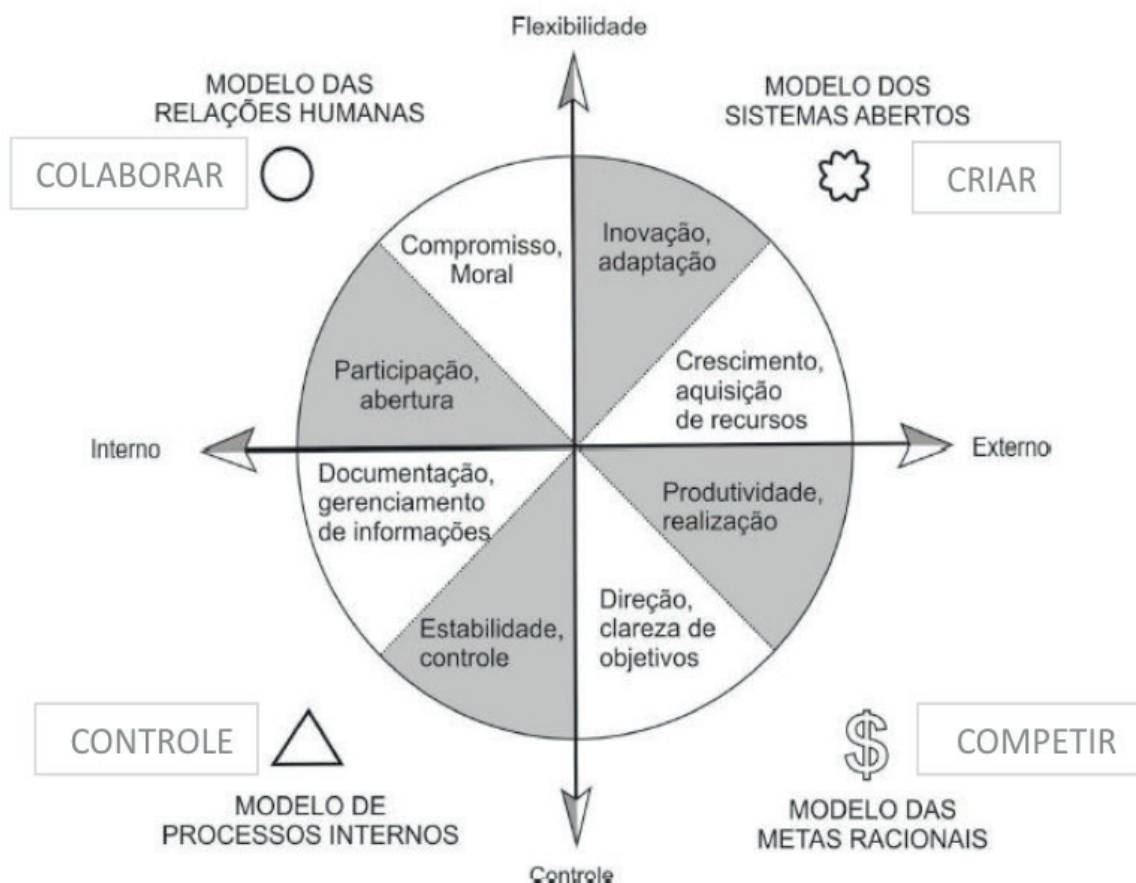 Flexibilidade
MODELO DAS
RELAÇÕES HUMANAS
MODELO DOS
SISTEMAS ABERTOS
COLABORAR
CRIAR
Compromisso,
Moral
Inovação,
adaptação
Participação,
abertura
Crescimento,
aquisição
de recursos
Interno
Externo
Documentação,
gerenciamento
de informações
Produtividade,
realização
Estabilidade,
controle
Direção,
clareza de
objetivos
CONTROLE
$
COMPETIR
MODELO DE
PROCESSOS INTERNOS
MODELO DAS
METAS RACIONAIS
Controle